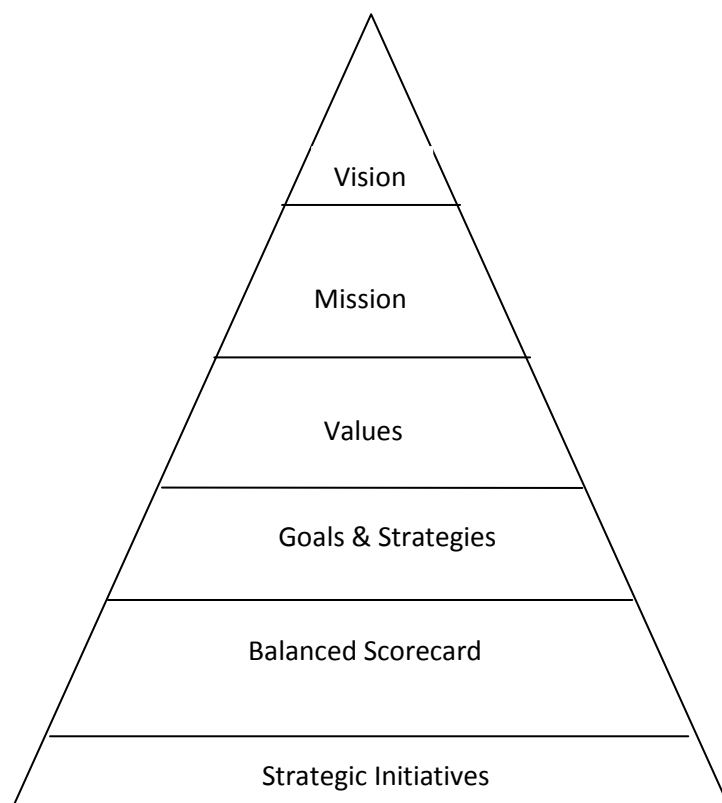 Vision
Mission
Values
Goals & Strategies
Balanced Scorecard
Strategic Initiatives